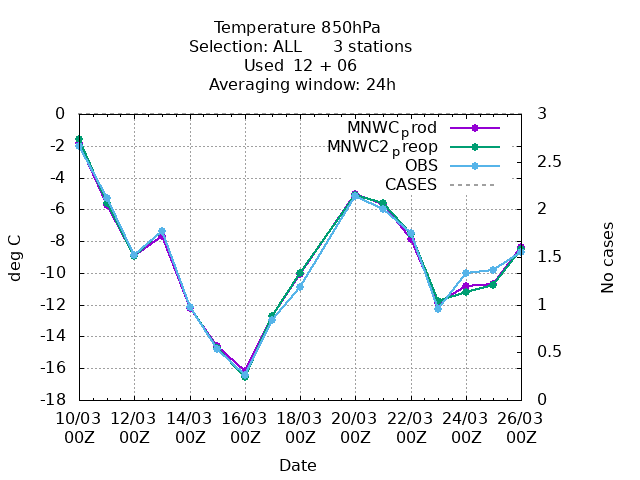 Temperature 850hPa
Selection: ALL 3 stations
Used 12 + 06
Averaging window: 24h
0
-2
-4
-6
-8
-10
-12
-14
-16
-18
deg C
3
2.5
2
1.5
1
0.5
0
No cases
MNWCprod
MNWC2preop
OBS
CASES
10/03 12/03 14/03 16/03 18/03 20/03 22/03 24/03 26/03
00Z 00Z 00Z 00Z 00Z 00Z 00Z 00Z 00Z
Date